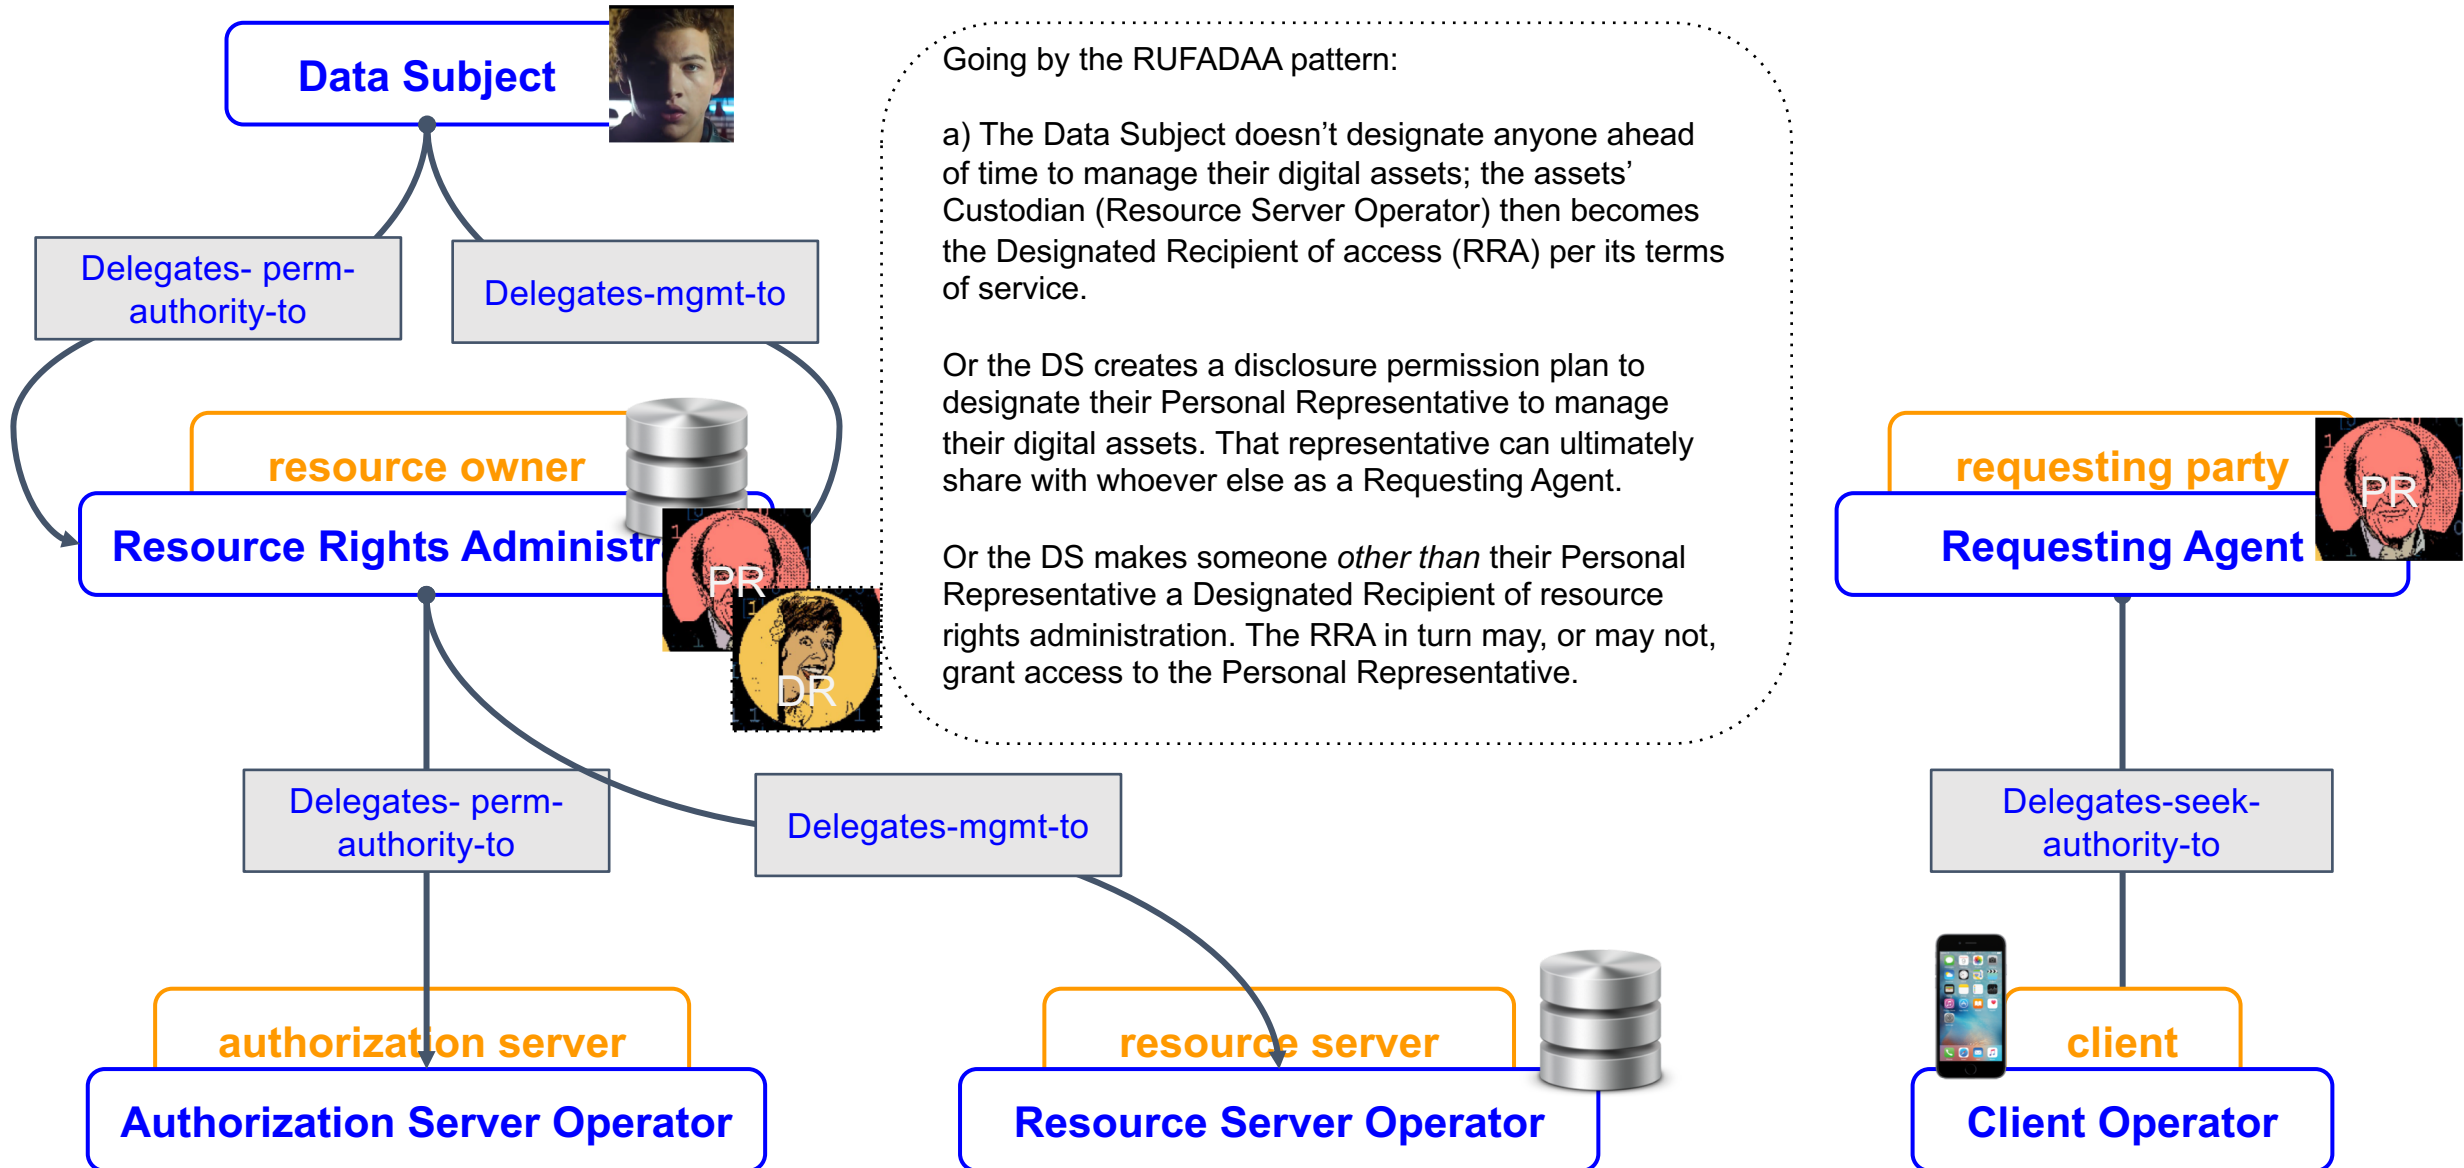 Data Subject
Going by the RUFADAA pattern:
a) The Data Subject doesn’t designate anyone ahead
of time to manage their digital assets; the assets’
Custodian (Resource Server Operator) then becomes
the Designated Recipient of access (RRA) per its terms
of service.
Or the DS creates a disclosure permission plan to
designate their Personal Representative to manage
their digital assets. That representative can ultimately
share with whoever else as a Requesting Agent.
Or the DS makes someone other than their Personal
Representative a Designated Recipient of resource
rights administration. The RRA in turn may, or may not,
grant access to the Personal Representative.
Delegates- perm-
authority-to
Delegates-mgmt-to
resource owner
Resource Rights Administr
PR
DR
requesting party
Requesting Agent
PR
Delegates- perm-
authority-to
Delegates-mgmt-to
Delegates-seek-
authority-to
authorization server
Authorization Server Operator
resource server
Resource Server Operator
client
Client Operator